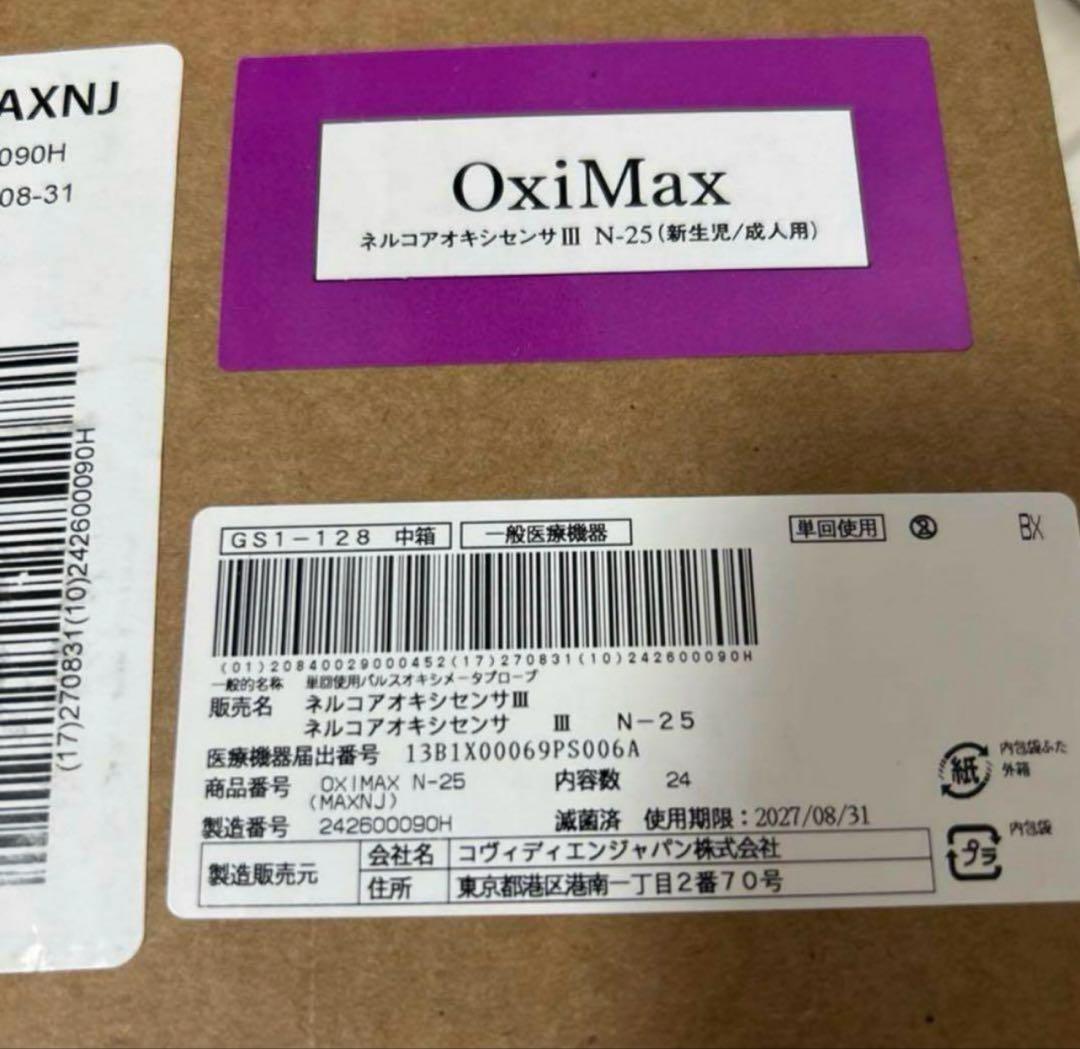 AXNJ
090H
08-31
(17)270831(10)242600090H
OxiMax
ネルコアオキシセンサⅢ N-25(新生児/成人用)
GS1-128 中箱 一般医療機器 単回使用 BX
(01)20840029000452(17)270831(10)242600090H
一般的名称 単回使用パルスオキシメータプローブ
販売名 ネルコアオキシセンサⅢ
ネルコアオキシセンサ Ⅲ N-25
医療機器届出番号 13B1X00069PS006A
商品番号 OXIMAX N-25 内容数 24
(MAXNJ)
製造番号 242600090H 滅菌済 使用期限:2027/08/31
製造販売元 会社名 コヴィディエンジャパン株式会社
住所 東京都港区港南一丁目2番70号
紙 内包袋ふた
外箱
プラ 内包袋